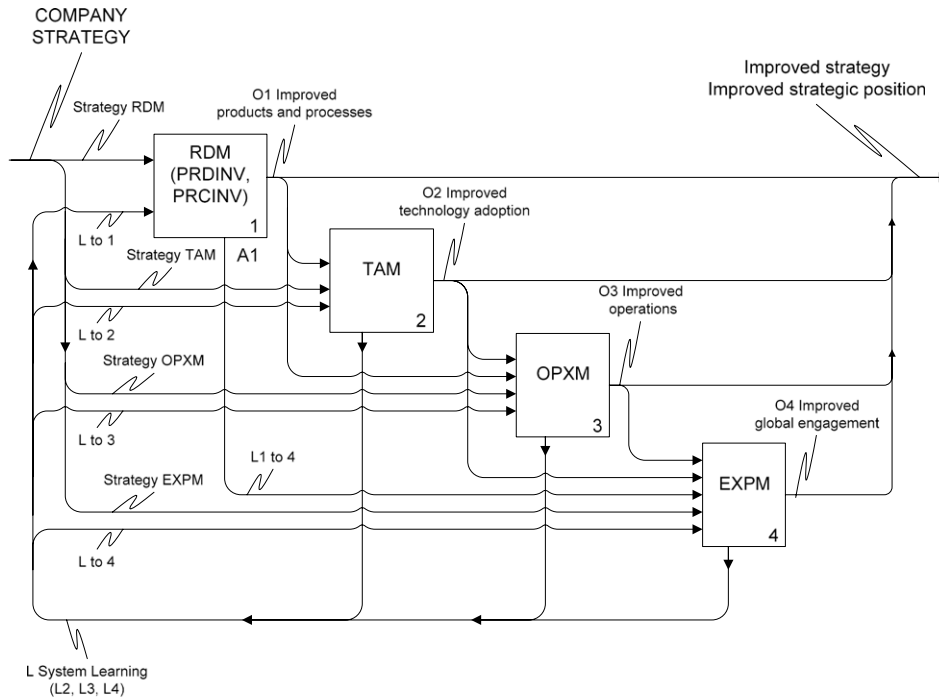 COMPANY
STRATEGY
Strategy RDM
O1 Improved
products and processes
Improved strategy
Improved strategic position
RDM
(PRDINV,
PRCINV)
1
O2 Improved
technology adoption
L to 1
A1
Strategy TAM
TAM
2
O3 Improved
operations
L to 2
Strategy OPXM
OPXM
3
O4 Improved
global engagement
L to 3
L1 to 4
Strategy EXPM
EXPM
4
L to 4
L System Learning
(L2, L3, L4)